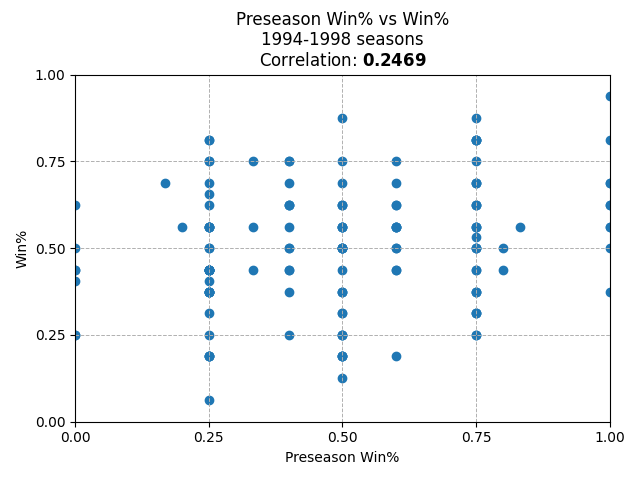 Preseason Win% vs Win%
1994-1998 seasons
Correlation: 0.2469
1.00
0.75
0.50
0.25
0.00
Win%
0.00 0.25 0.50 0.75 1.00
Preseason Win%